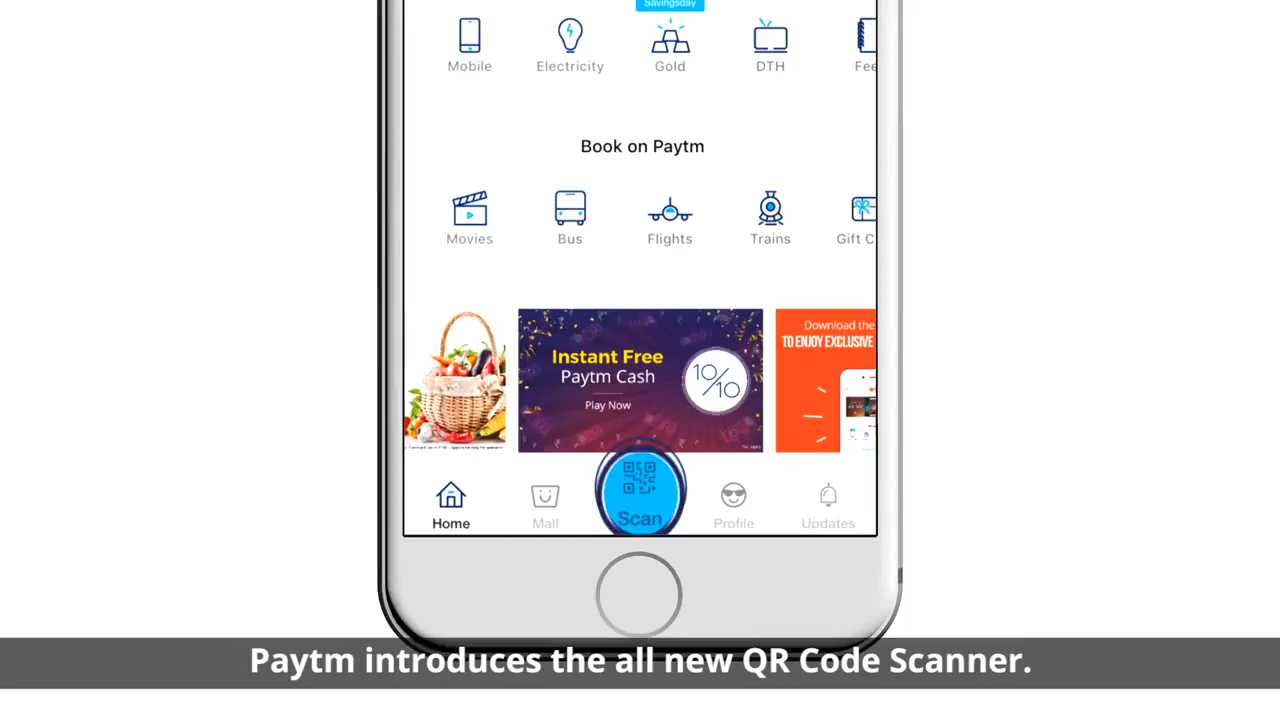 Savingsday
Mobile
Electricity
Gold
DTH
Fee
Book on Paytm
Movies
Bus
Flights
Trains
Gift C
Instant Free
Paytm Cash
Play Now
10/10
Download the
TO ENJOY EXCLUSIVE
Home
Mall
Scan
Profile
Updates
Paytm introduces the all new QR Code Scanner.